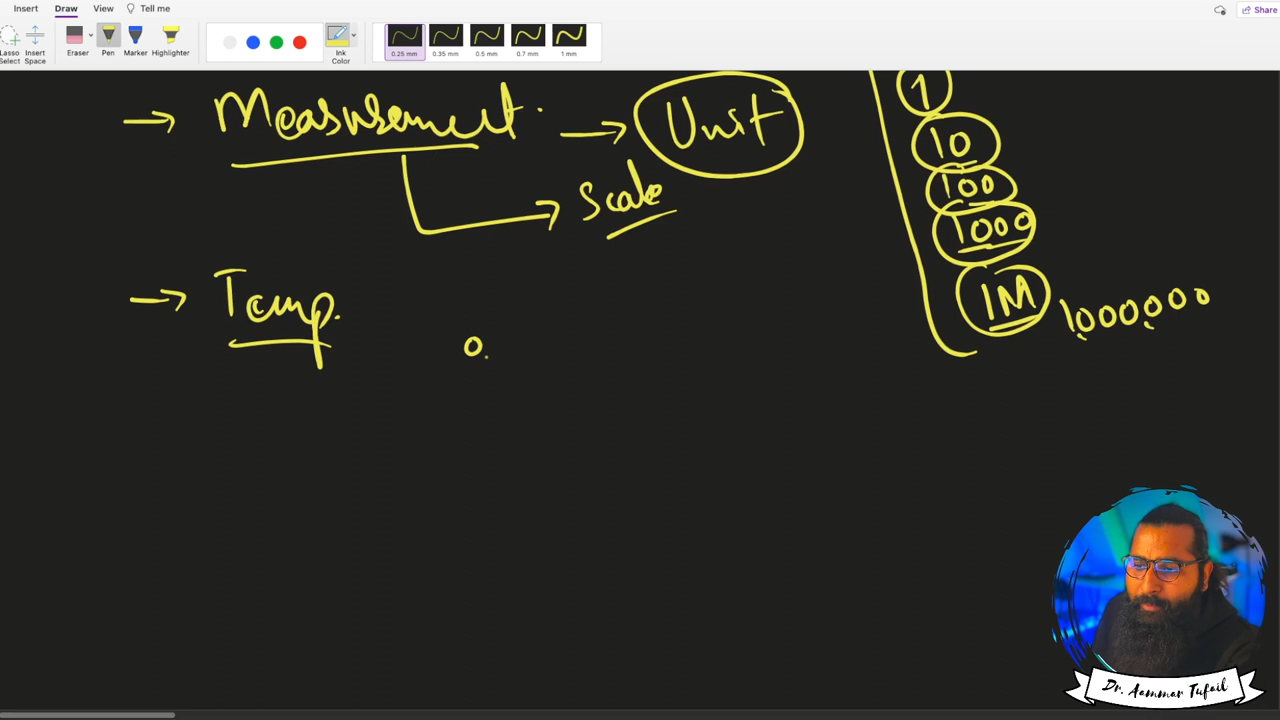 Insert Draw View Tell me
Share
Lasso Select
Insert Space
Eraser
Pen
Marker
Highlighter
Ink Color
0.25 mm
0.35 mm
0.5 mm
0.7 mm
1 mm
→ Measurement. → Unit
→ Scale
→ Temp.
0.
1
10
100
1000
1M 1000000
Dr. Aammar Tufail